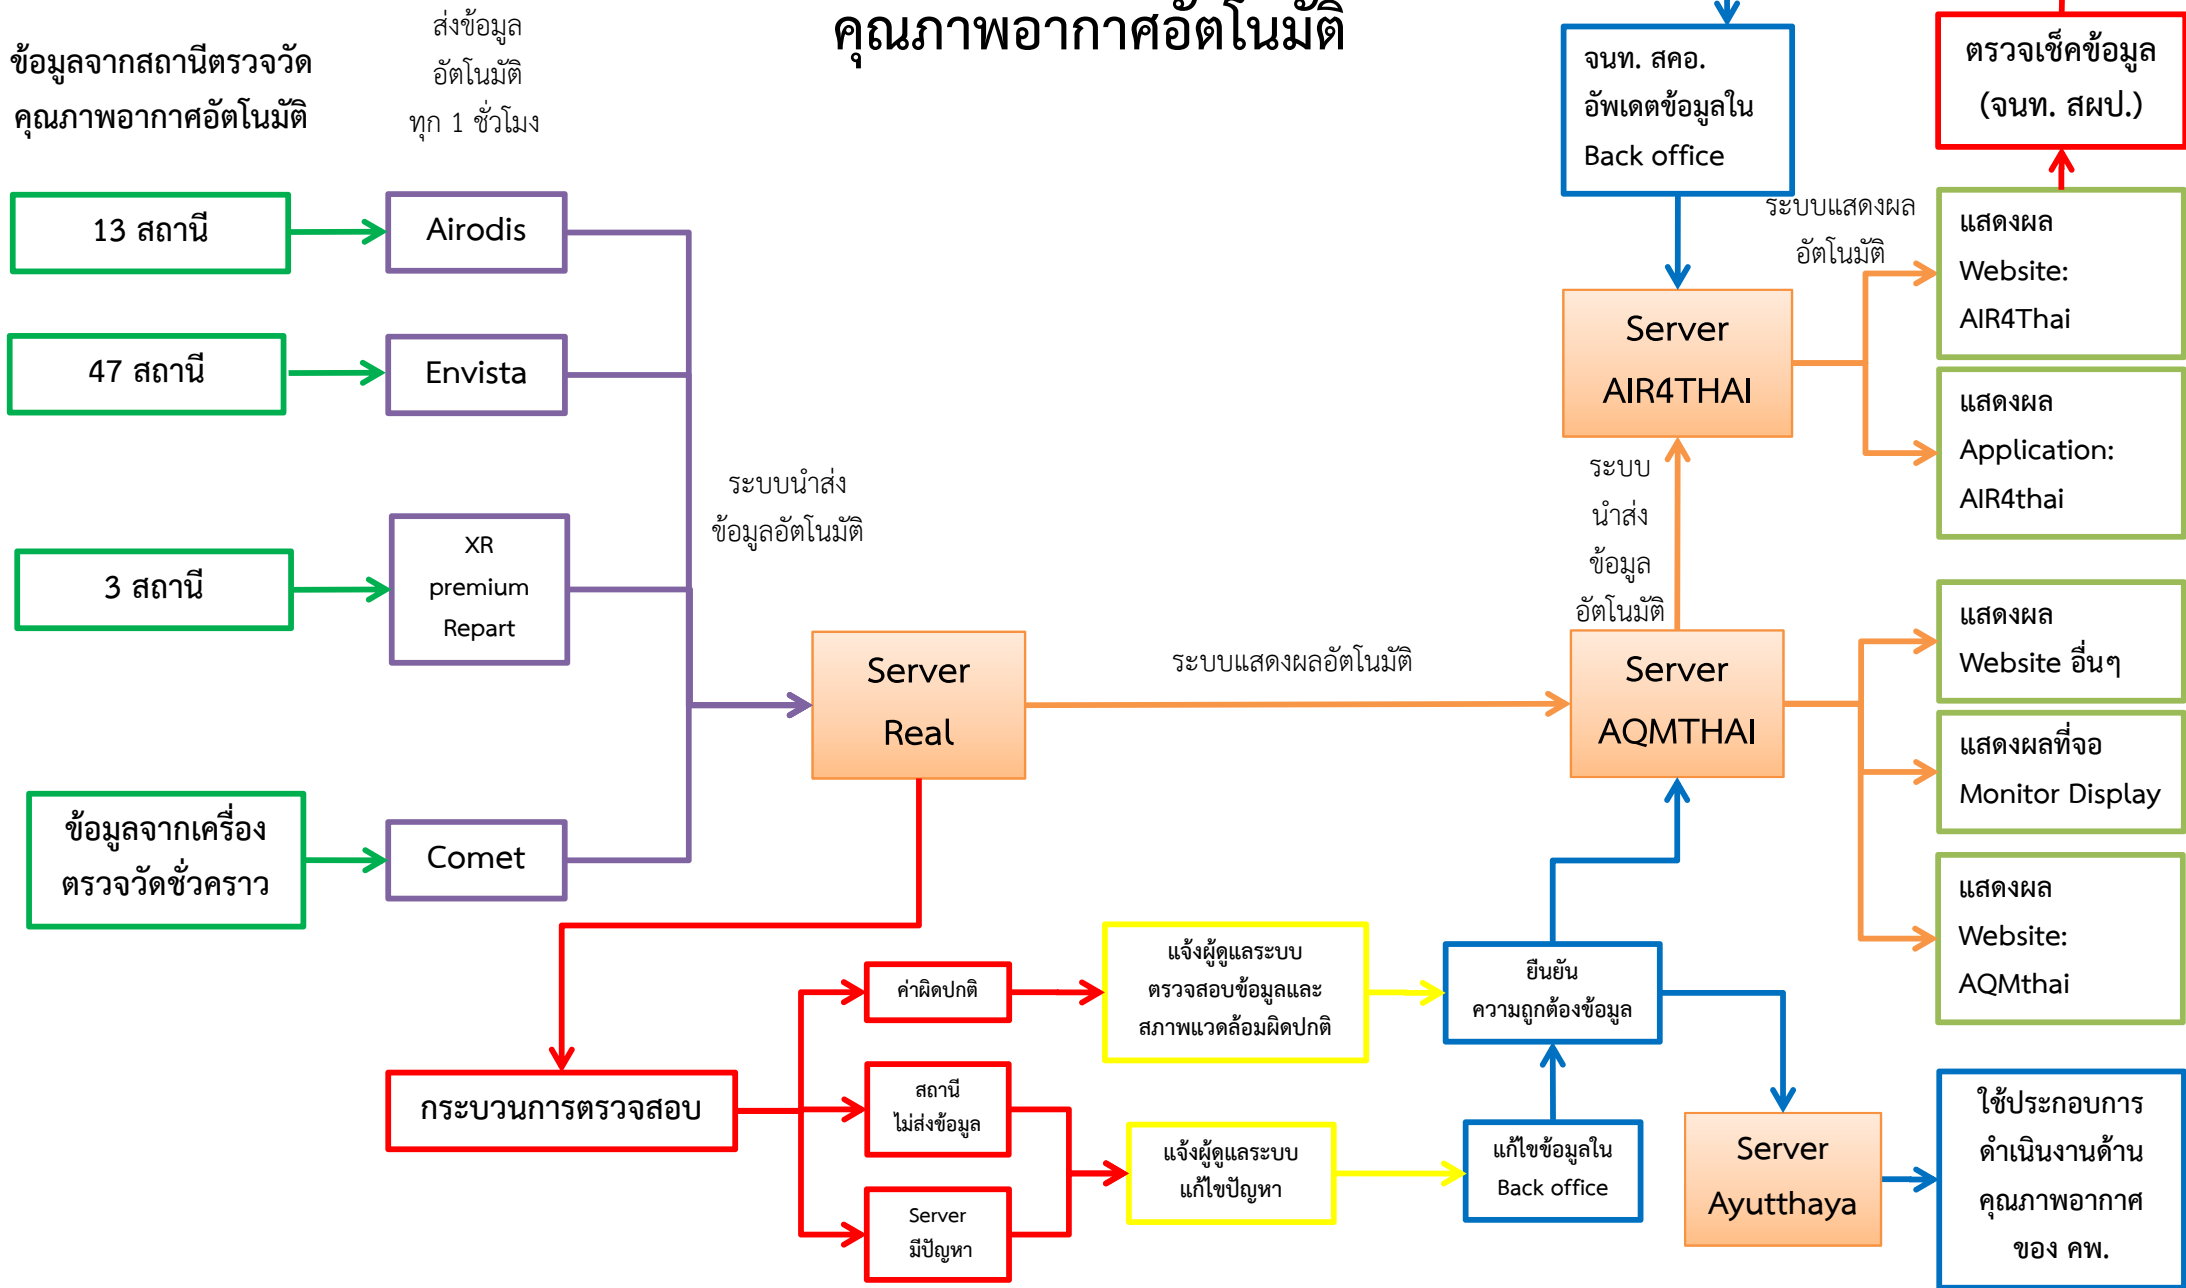 คุณภาพอากาศอัตโนมัติ
ข้อมูลจากสถานีตรวจวัด
คุณภาพอากาศอัตโนมัติ
ส่งข้อมูล
อัตโนมัติ
ทุก 1 ชั่วโมง
13 สถานี
Airodis
47 สถานี
Envista
3 สถานี
XR
premium
Repart
ข้อมูลจากเครื่อง
ตรวจวัดชั่วคราว
Comet
ระบบนำส่ง
ข้อมูลอัตโนมัติ
Server
Real
ระบบแสดงผลอัตโนมัติ
จนท. สคอ.
อัพเดตข้อมูลใน
Back office
Server
AIR4THAI
ระบบ
นำส่ง
ข้อมูล
อัตโนมัติ
Server
AQMTHAI
ระบบแสดงผล
อัตโนมัติ
ตรวจเช็คข้อมูล
(จนท. สผป.)
แสดงผล
Website:
AIR4Thai
แสดงผล
Application:
AIR4thai
แสดงผล
Website อื่นๆ
แสดงผลที่จอ
Monitor Display
แสดงผล
Website:
AQMthai
กระบวนการตรวจสอบ
ค่าผิดปกติ
สถานี
ไม่ส่งข้อมูล
Server
มีปัญหา
แจ้งผู้ดูแลระบบ
ตรวจสอบข้อมูลและ
สภาพแวดล้อมผิดปกติ
แจ้งผู้ดูแลระบบ
แก้ไขปัญหา
ยืนยัน
ความถูกต้องข้อมูล
แก้ไขข้อมูลใน
Back office
Server
Ayutthaya
ใช้ประกอบการ
ดำเนินงานด้าน
คุณภาพอากาศ
ของ คพ.